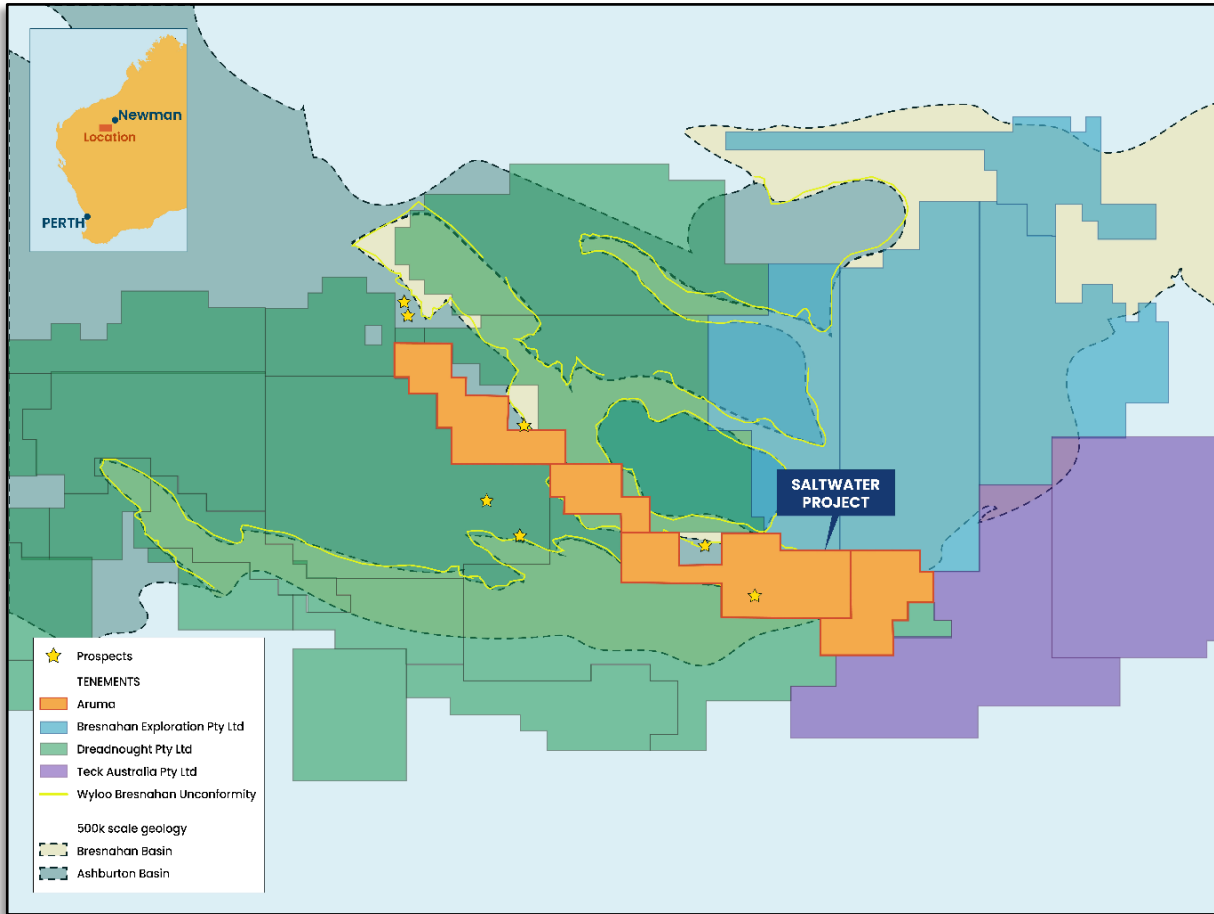 Newman
Location
PERTH
SALTWATER
PROJECT
Prospects
TENEMENTS
Aruma
Bresnahan Exploration Pty Ltd
Dreadnought Pty Ltd
Teck Australia Pty Ltd
Wyloo Bresnahan Unconformity
500k scale geology
Bresnahan Basin
Ashburton Basin